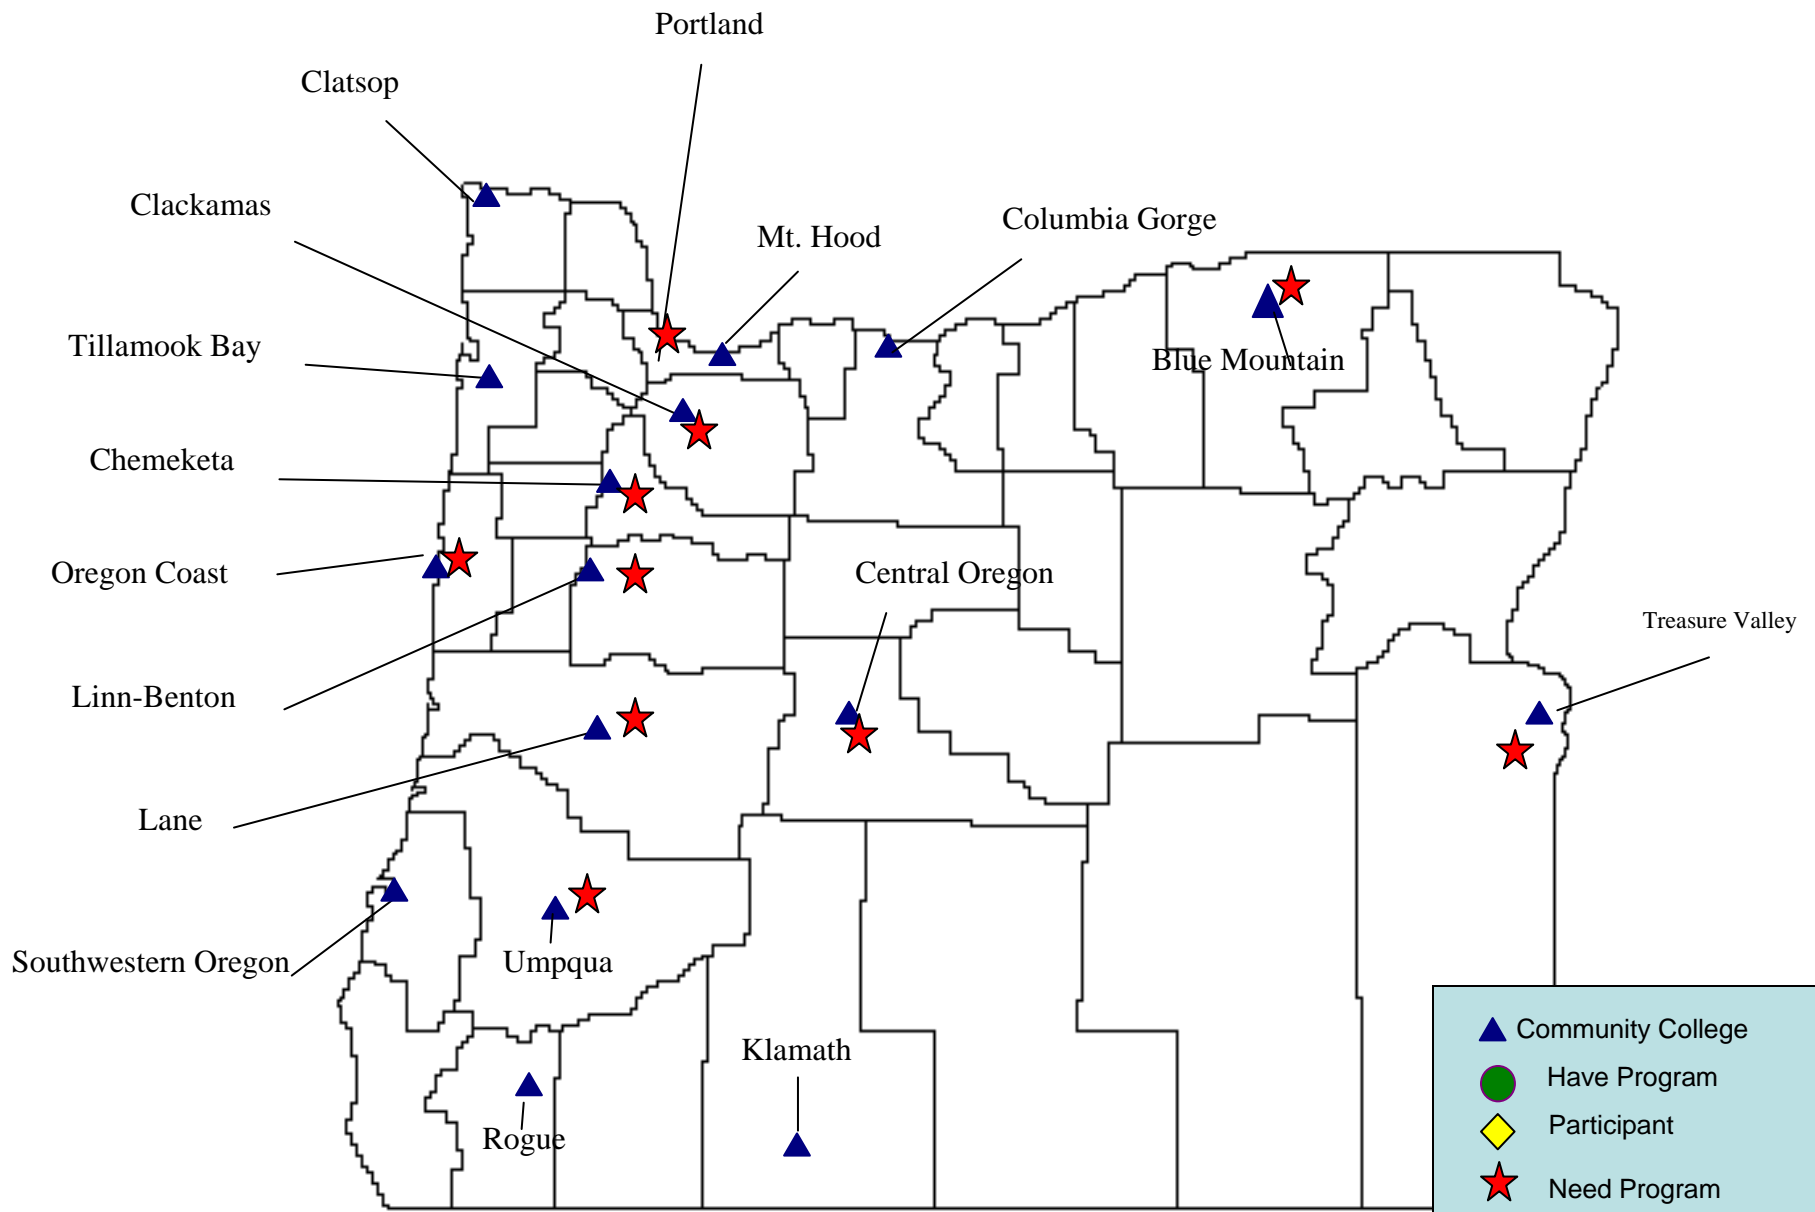 Portland
Clatsop
Clackamas
Mt. Hood
Columbia Gorge
Tillamook Bay
Blue Mountain
Chemeketa
Oregon Coast
Central Oregon
Treasure Valley
Linn-Benton
Lane
Southwestern Oregon
Umpqua
Klamath
Rogue
Community College
Have Program
Participant
Need Program